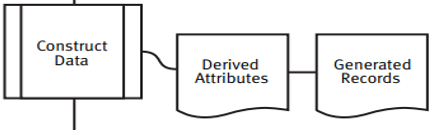 Construct
Data
Derived
Attributes
Generated
Records